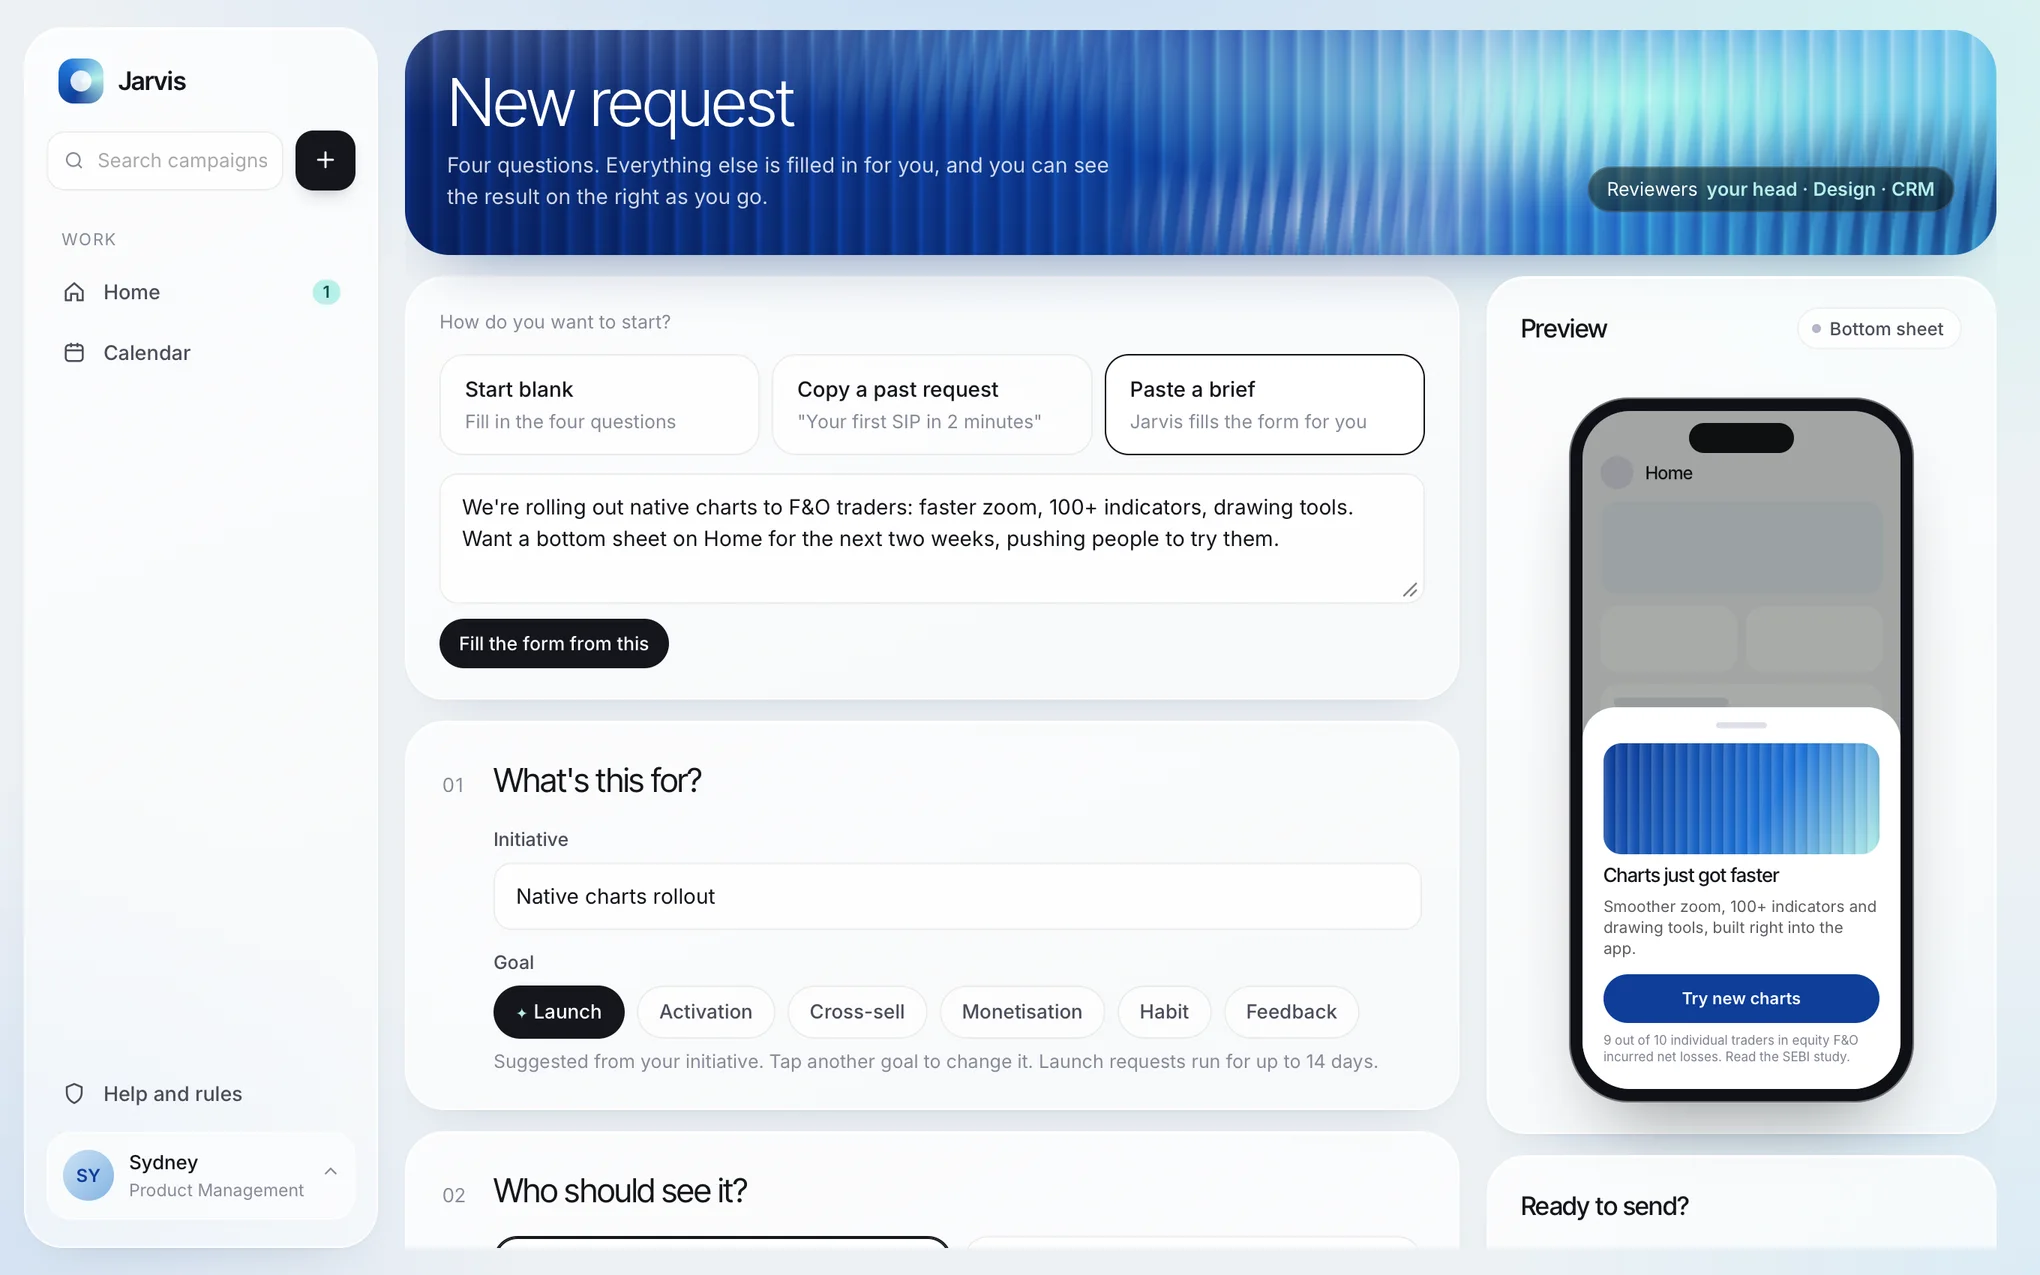 Jarvis
Search campaigns
+
WORK
Home
1
Calendar
Help and rules
SY
Sydney
Product Management
New request
Four questions. Everything else is filled in for you, and you can see
the result on the right as you go.
Reviewers your head · Design · CRM
How do you want to start?
Start blank
Fill in the four questions
Copy a past request
"Your first SIP in 2 minutes"
Paste a brief
Jarvis fills the form for you
We're rolling out native charts to F&O traders: faster zoom, 100+ indicators, drawing tools.
Want a bottom sheet on Home for the next two weeks, pushing people to try them.
Fill the form from this
01
What's this for?
Initiative
Native charts rollout
Goal
Launch
Activation
Cross-sell
Monetisation
Habit
Feedback
Suggested from your initiative. Tap another goal to change it. Launch requests run for up to 14 days.
02
Who should see it?
Preview
Bottom sheet
Home
Charts just got faster
Smoother zoom, 100+ indicators and
drawing tools, built right into the
app.
Try new charts
9 out of 10 individual traders in equity F&O
incurred net losses. Read the SEBI study.
Ready to send?